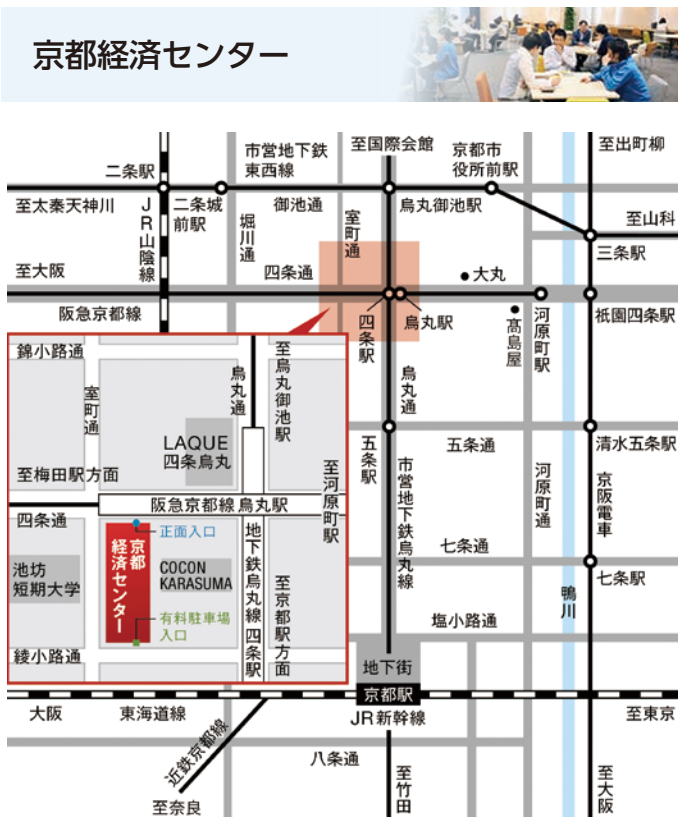 京都経済センター
二条駅
市営地下鉄
東西線
至国際会館
京都市
役所前駅
至出町柳
至太秦天神川
JR山陰線
二条城
前駅
堀川通
御池通
室町通
烏丸御池駅
至山科
三条駅
至大阪
四条通
大丸
阪急京都線
四条駅
烏丸駅
髙島屋
河原町駅
祇園四条駅
烏丸通
五条駅
五条通
清水五条駅
市営地下鉄烏丸線
河原町通
京阪電車
七条通
七条駅
鴨川
塩小路通
錦小路通
室町通
烏丸通
至烏丸御池駅
LAQUE
四条烏丸
至梅田駅方面
至河原町駅
阪急京都線 烏丸駅
四条通
正面入口
京都
経済センター
池坊
短期大学
COCON
KARASUMA
地下鉄烏丸線 四条駅
至京都駅方面
有料駐車場
入口
綾小路通
地下街
京都駅
大阪
東海道線
JR新幹線
至東京
近鉄京都線
八条通
至奈良
至竹田
至大阪